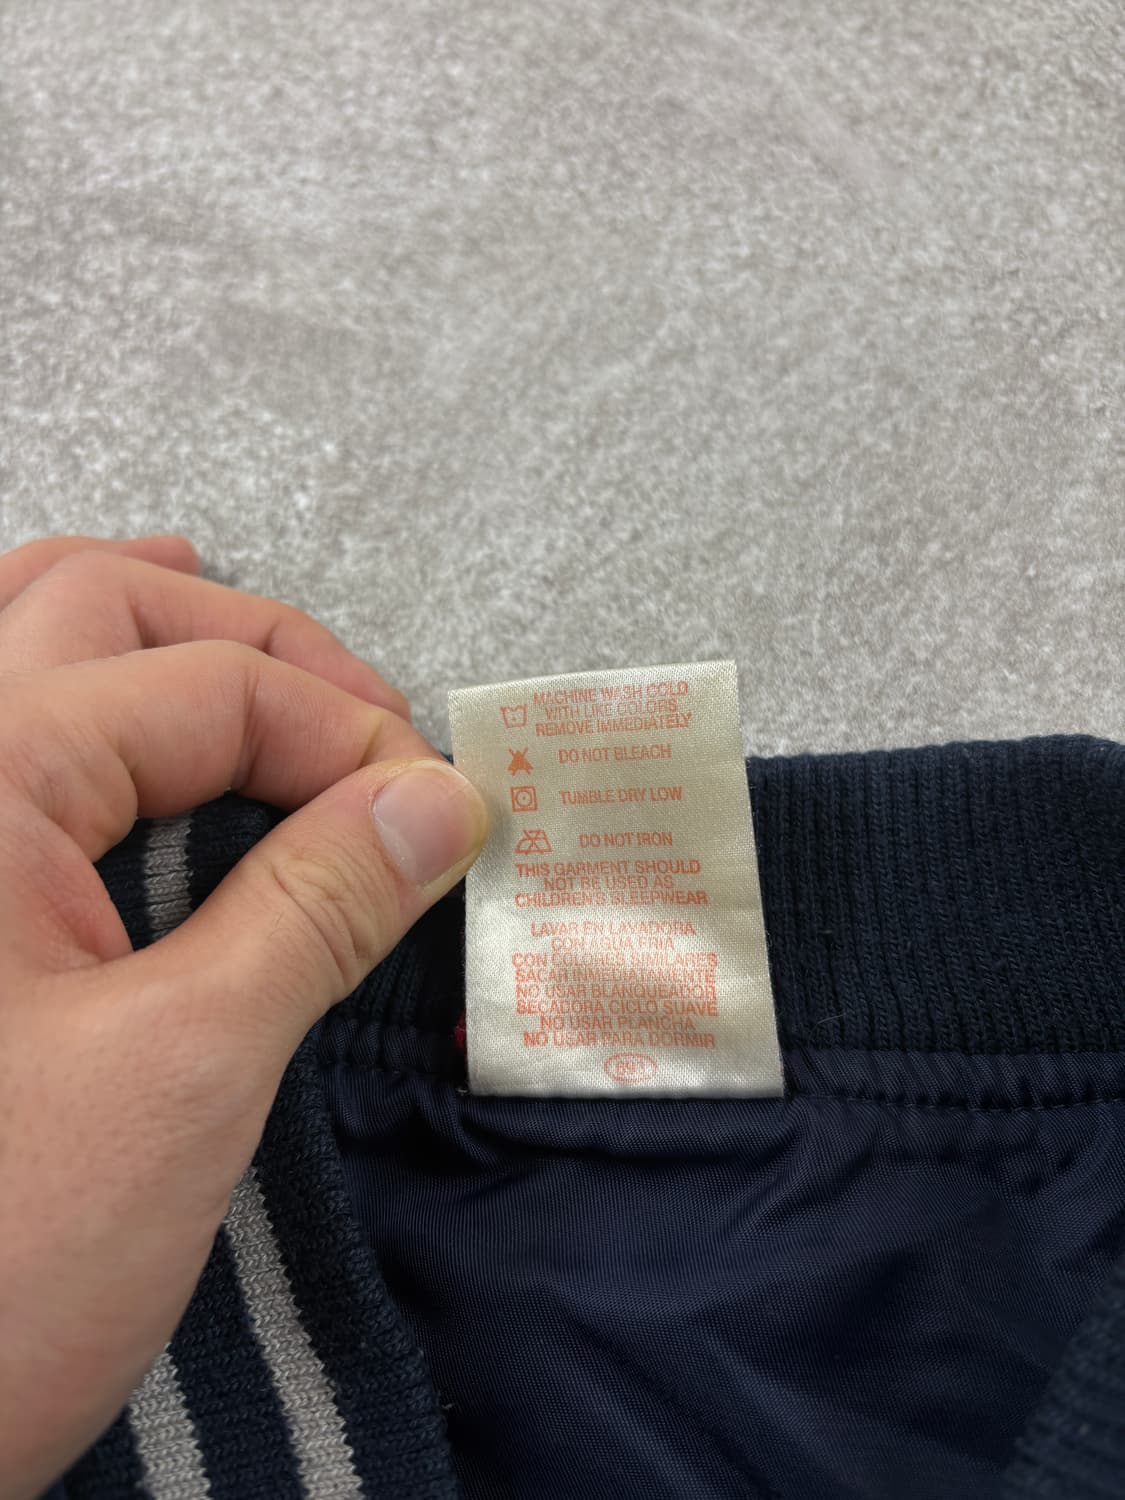 MACHINE WASH COLD
WITH LIKE COLORS
REMOVE IMMEDIATELY
DO NOT BLEACH
TUMBLE DRY LOW
DO NOT IRON
THIS GARMENT SHOULD
NOT BE USED AS
CHILDREN'S SLEEPWEAR
LAVAR EN LAVADORA
CON AGUA FRIA
CON COLORES SIMILARES
SACAR INMEDIATAMENTE
NO USAR BLANQUEADOR
SECADORA CICLO SUAVE
NO USAR PLANCHA
NO USAR PARA DORMIR